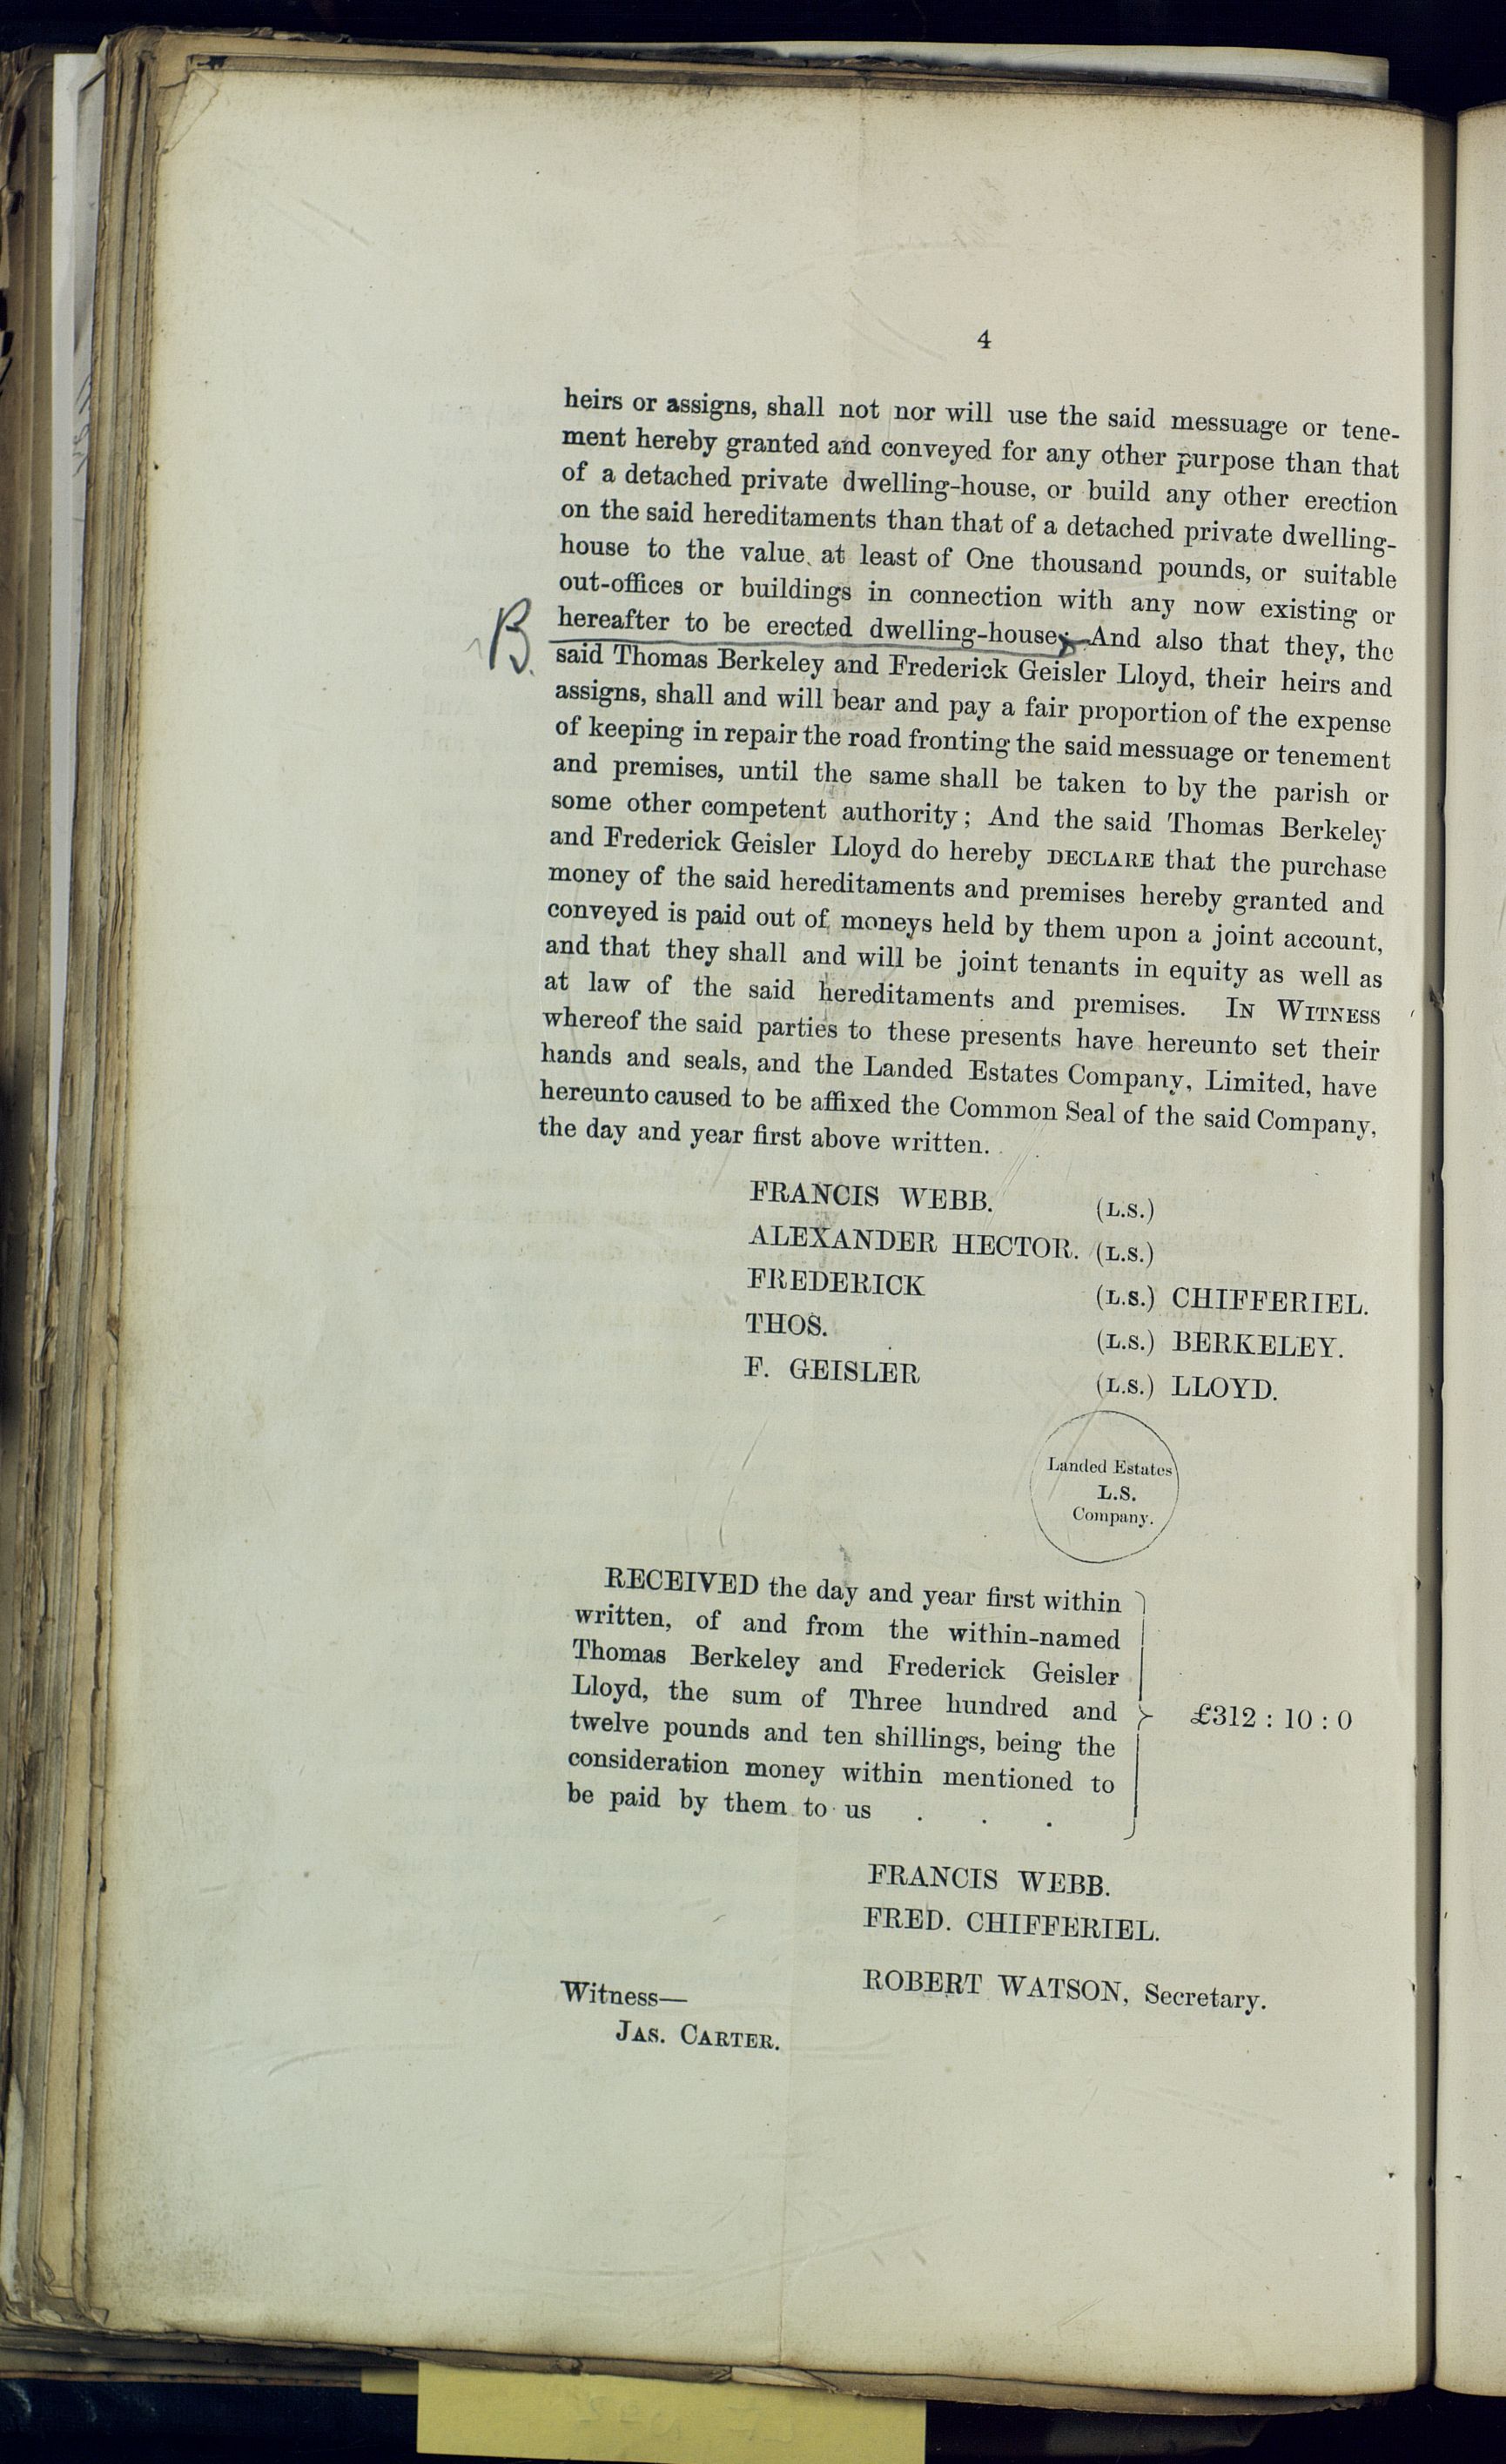 4
heirs or assigns, shall not nor will use the said messuage or tene-
ment hereby granted and conveyed for any other purpose than that
of a detached private dwelling-house, or build any other erection
on the said hereditaments than that of a detached private dwelling-
house to the value at least of One thousand pounds, or suitable
out-offices or buildings in connection with any now existing or
B. hereafter to be erected dwelling-house; And also that they, the
said Thomas Berkeley and Frederick Geisler Lloyd, their heirs and
assigns, shall and will bear and pay a fair proportion of the expense
of keeping in repair the road fronting the said messuage or tenement
and premises, until the same shall be taken to by the parish or
some other competent authority; And the said Thomas Berkeley
and Frederick Geisler Lloyd do hereby DECLARE that the purchase
money of the said hereditaments and premises hereby granted and
conveyed is paid out of moneys held by them upon a joint account,
and that they shall and will be joint tenants in equity as well as
at law of the said hereditaments and premises. IN WITNESS
whereof the said parties to these presents have hereunto set their
hands and seals, and the Landed Estates Company, Limited, have
hereunto caused to be affixed the Common Seal of the said Company,
the day and year first above written.
FRANCIS WEBB. (L.S.)
ALEXANDER HECTOR. (L.S.)
FREDERICK (L.S.) CHIFFERIEL.
THOS. (L.S.) BERKELEY.
F. GEISLER (L.S.) LLOYD.
Landed Estates
L.S.
Company.
RECEIVED the day and year first within
written, of and from the within-named
Thomas Berkeley and Frederick Geisler
Lloyd, the sum of Three hundred and
twelve pounds and ten shillings, being the
consideration money within mentioned to
be paid by them to us . . .
£312 : 10 : 0
FRANCIS WEBB.
FRED. CHIFFERIEL.
ROBERT WATSON, Secretary.
Witness—
JAS. CARTER.